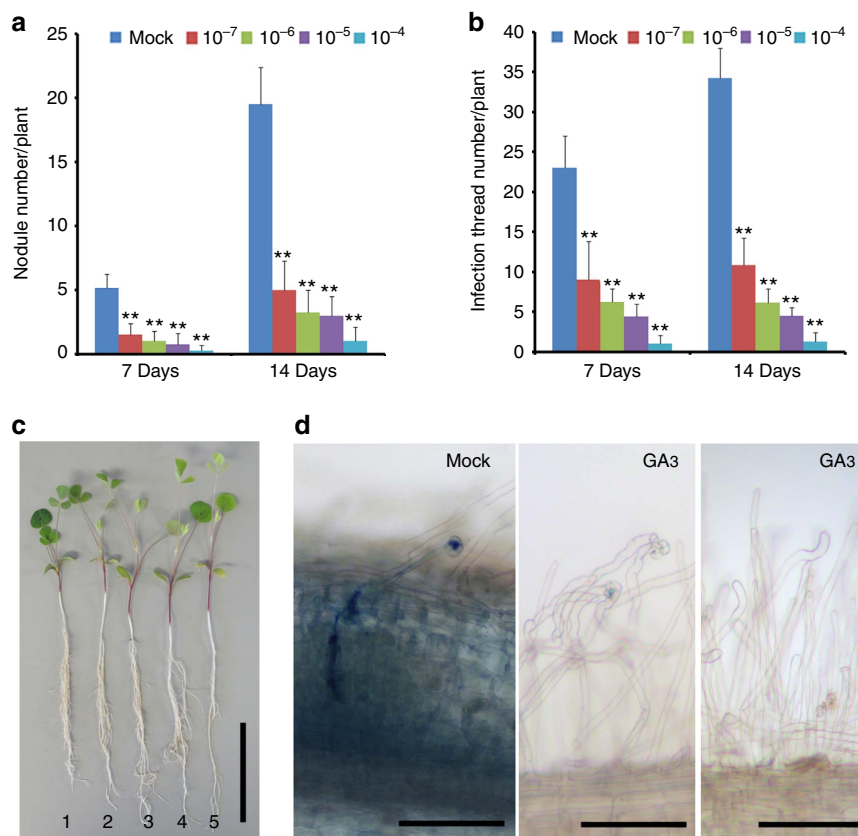 a
Mock 10⁻⁷ 10⁻⁶ 10⁻⁵ 10⁻⁴
Nodule number/plant
25
20
15
10
5
0
** ** ** **
** ** ** **
7 Days 14 Days
b
Mock 10⁻⁷ 10⁻⁶ 10⁻⁵ 10⁻⁴
Infection thread number/plant
40
35
30
25
20
15
10
5
0
** ** ** **
** ** ** **
7 Days 14 Days
c
1 2 3 4 5
d
Mock GA3 GA3